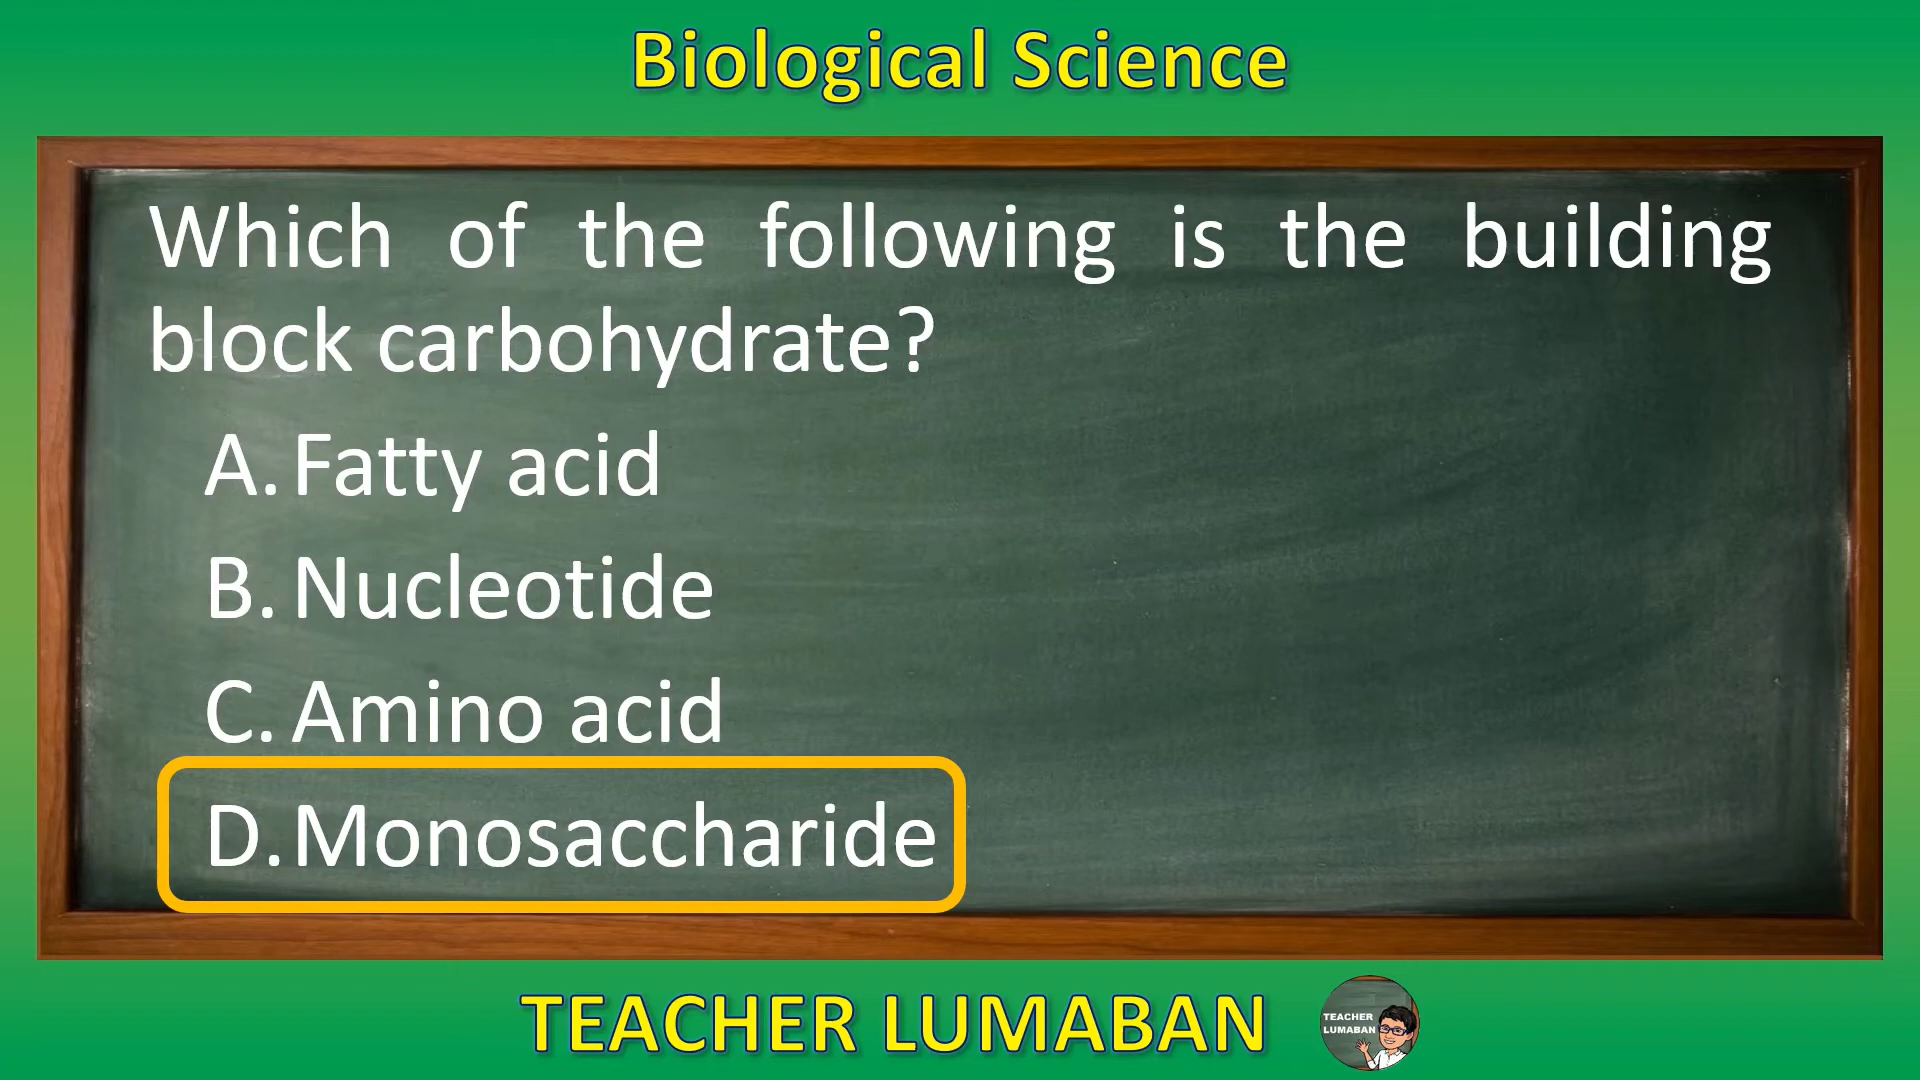 Biological Science
Which of the following is the building
block carbohydrate?
A. Fatty acid
B. Nucleotide
C. Amino acid
D. Monosaccharide
TEACHER LUMABAN
TEACHER
LUMABAN